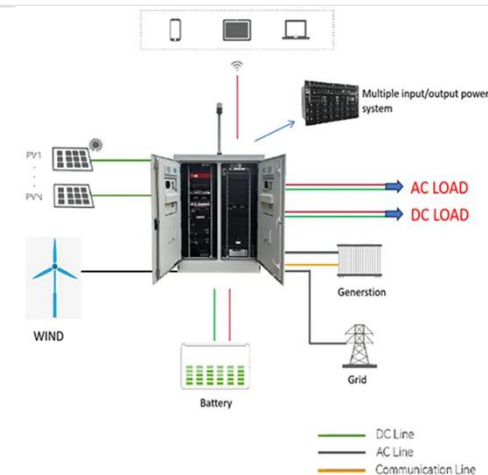 Multiple input/output power
system
PV1
PVN
AC LOAD
DC LOAD
WIND
Generstion
Grid
Battery
DC Line
AC Line
Communication Line